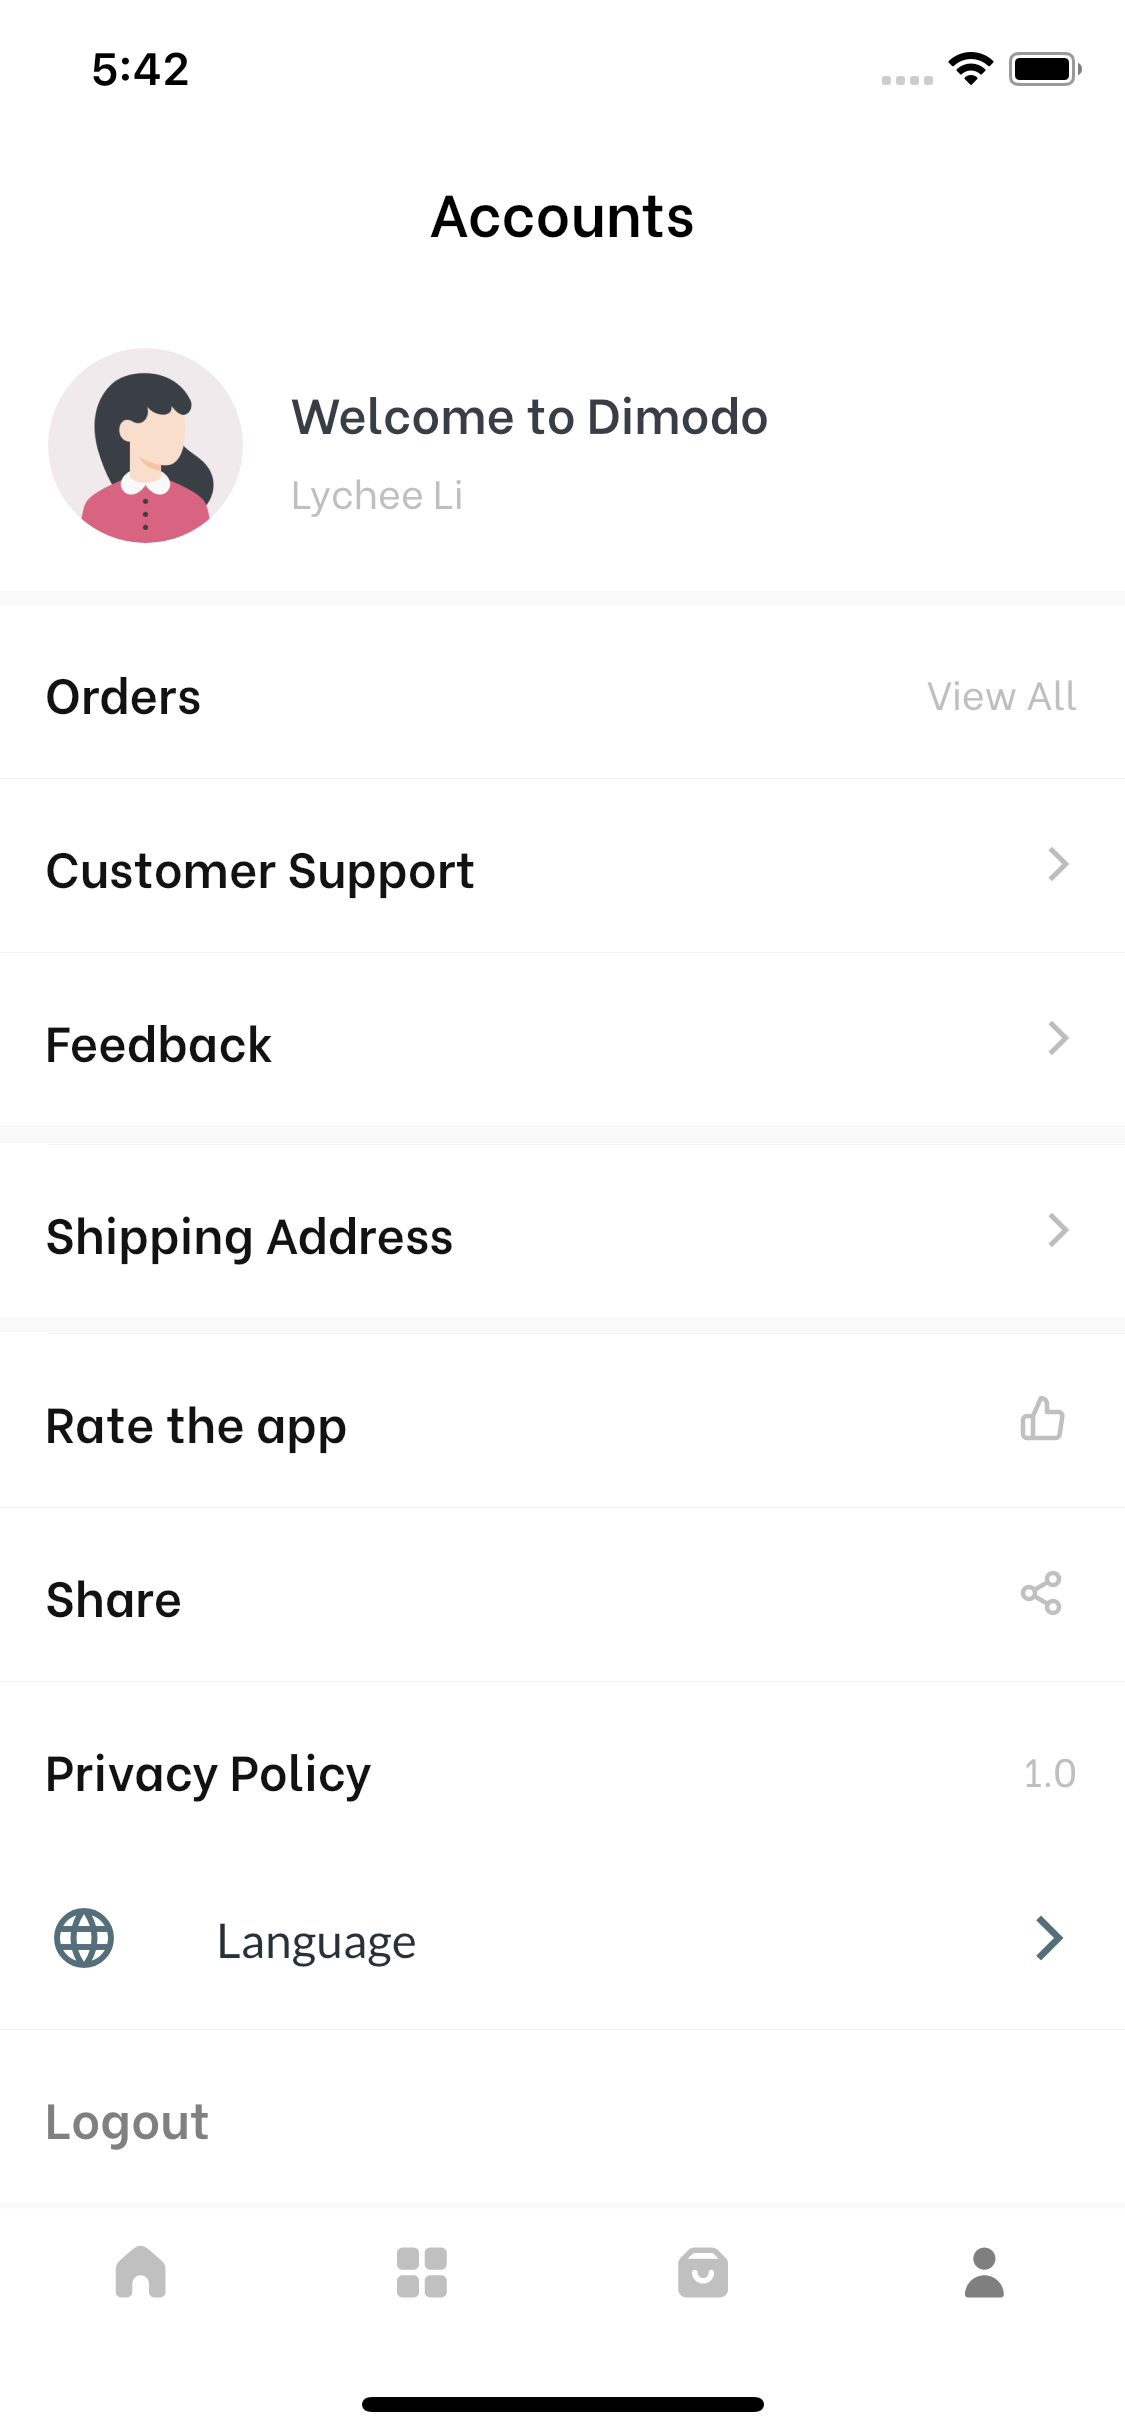 5:42
Accounts
Welcome to Dimodo
Lychee Li
Orders
View All
Customer Support
Feedback
Shipping Address
Rate the app
Share
Privacy Policy
1.0
Language
Logout